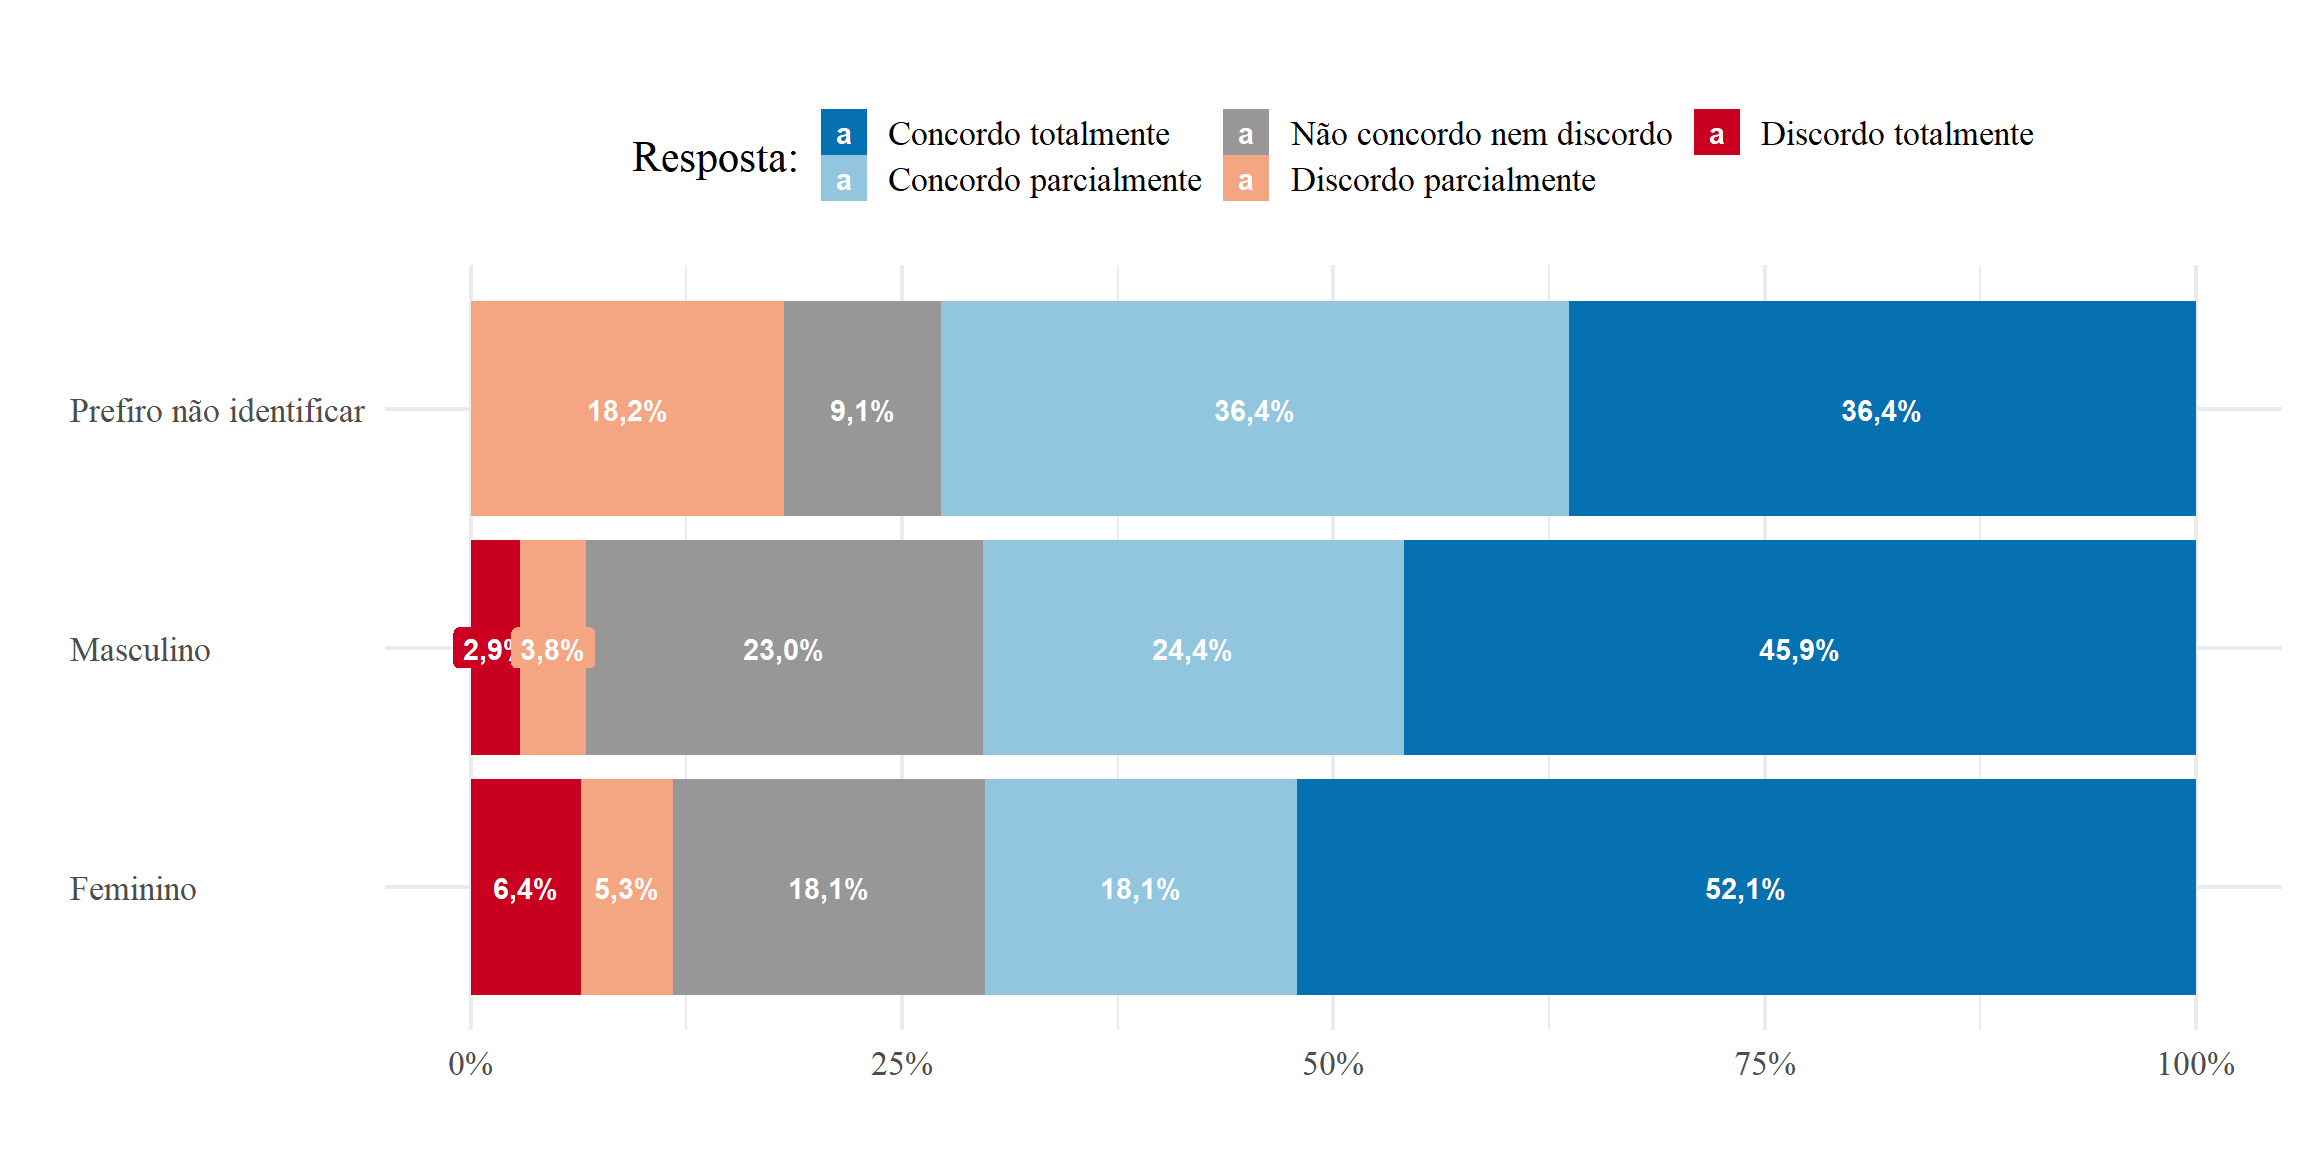 Resposta:
a Concordo totalmente
a Concordo parcialmente
a Não concordo nem discordo
a Discordo parcialmente
a Discordo totalmente
Prefiro não identificar
18,2% 9,1% 36,4% 36,4%
Masculino
2,9% 3,8% 23,0% 24,4% 45,9%
Feminino
6,4% 5,3% 18,1% 18,1% 52,1%
0% 25% 50% 75% 100%